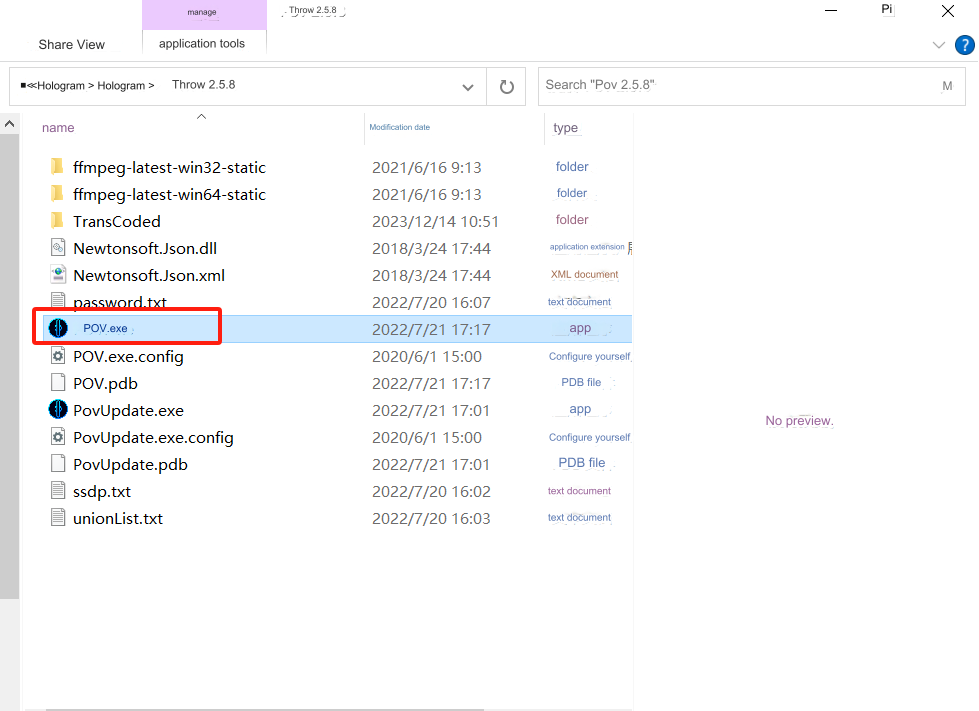 manage
Throw 2.5.8
Pi
Share View
application tools
?
<<Hologram > Hologram > Throw 2.5.8
Search "Pov 2.5.8"
M
name Modification date type
ffmpeg-latest-win32-static 2021/6/16 9:13 folder
ffmpeg-latest-win64-static 2021/6/16 9:13 folder
TransCoded 2023/12/14 10:51 folder
Newtonsoft.Json.dll 2018/3/24 17:44 application extension
Newtonsoft.Json.xml 2018/3/24 17:44 XML document
password.txt 2022/7/20 16:07 text document
POV.exe 2022/7/21 17:17 app
POV.exe.config 2020/6/1 15:00 Configure yourself
POV.pdb 2022/7/21 17:17 PDB file
PovUpdate.exe 2022/7/21 17:01 app
PovUpdate.exe.config 2020/6/1 15:00 Configure yourself
PovUpdate.pdb 2022/7/21 17:01 PDB file
ssdp.txt 2022/7/20 16:02 text document
unionList.txt 2022/7/20 16:03 text document
No preview.